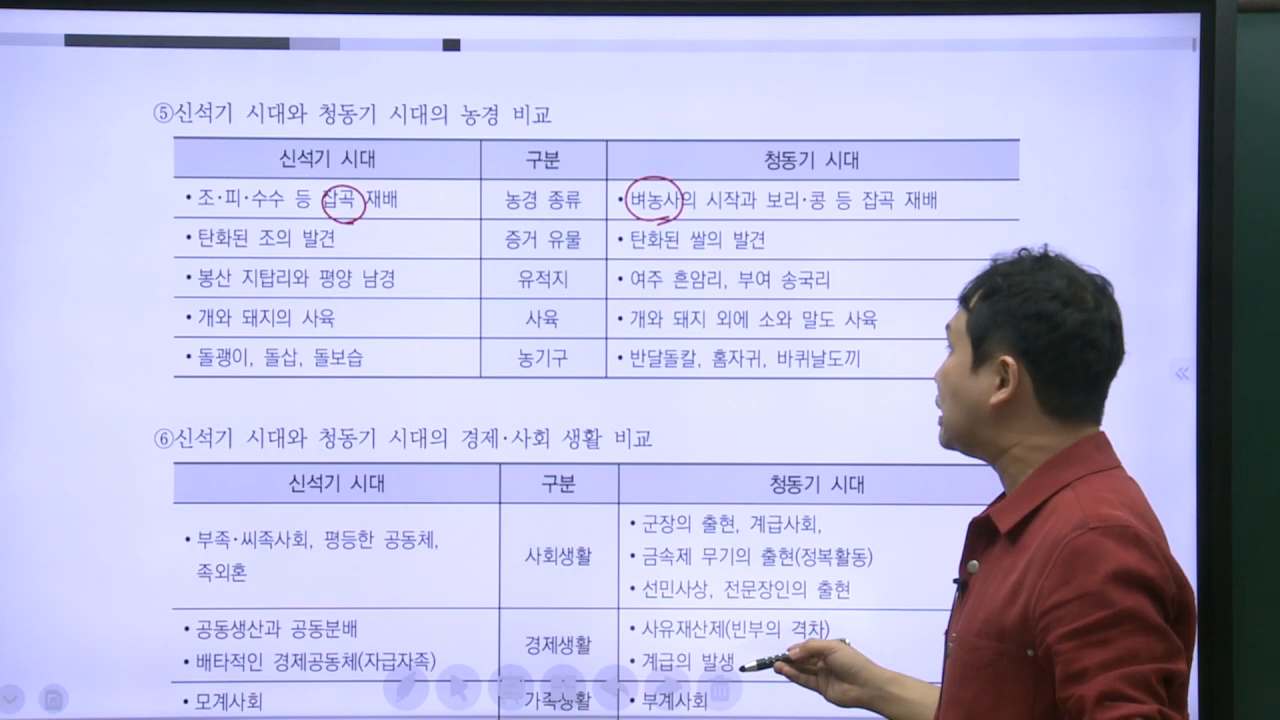 ⑤신석기 시대와 청동기 시대의 농경 비교
신석기 시대 구분 청동기 시대
• 조·피·수수 등 잡곡 재배 농경 종류 • 벼농사의 시작과 보리·콩 등 잡곡 재배
• 탄화된 조의 발견 증거 유물 • 탄화된 쌀의 발견
• 봉산 지탑리와 평양 남경 유적지 • 여주 흔암리, 부여 송국리
• 개와 돼지의 사육 사육 • 개와 돼지 외에 소와 말도 사육
• 돌괭이, 돌삽, 돌보습 농기구 • 반달돌칼, 홈자귀, 바퀴날도끼
⑥신석기 시대와 청동기 시대의 경제·사회 생활 비교
신석기 시대 구분 청동기 시대
• 부족·씨족사회, 평등한 공동체,
족외혼
사회생활
• 군장의 출현, 계급사회,
• 금속제 무기의 출현(정복활동)
• 선민사상, 전문장인의 출현
• 공동생산과 공동분배
• 배타적인 경제공동체(자급자족)
경제생활
• 사유재산제(빈부의 격차)
• 계급의 발생
• 모계사회 가족생활 • 부계사회